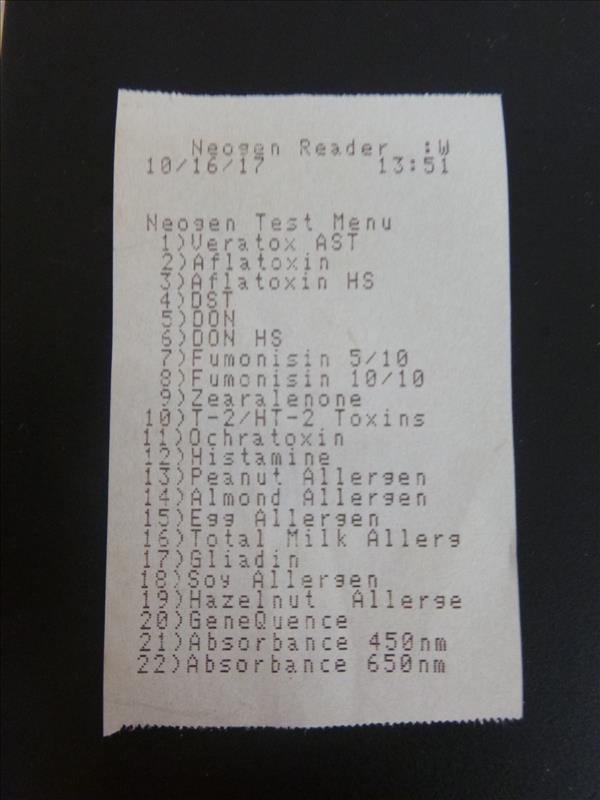 Neogen Reader :W
10/16/17 13:51
Neogen Test Menu
1)Veratox AST
2)Aflatoxin
3)Aflatoxin HS
4)DST
5)DON
6)DON HS
7)Fumonisin 5/10
8)Fumonisin 10/10
9)Zearalenone
10)T-2/HT-2 Toxins
11)Ochratoxin
12)Histamine
13)Peanut Allergen
14)Almond Allergen
15)Egg Allergen
16)Total Milk Allerg
17)Gliadin
18)Soy Allergen
19)Hazelnut Allerge
20)GeneQuence
21)Absorbance 450nm
22)Absorbance 650nm